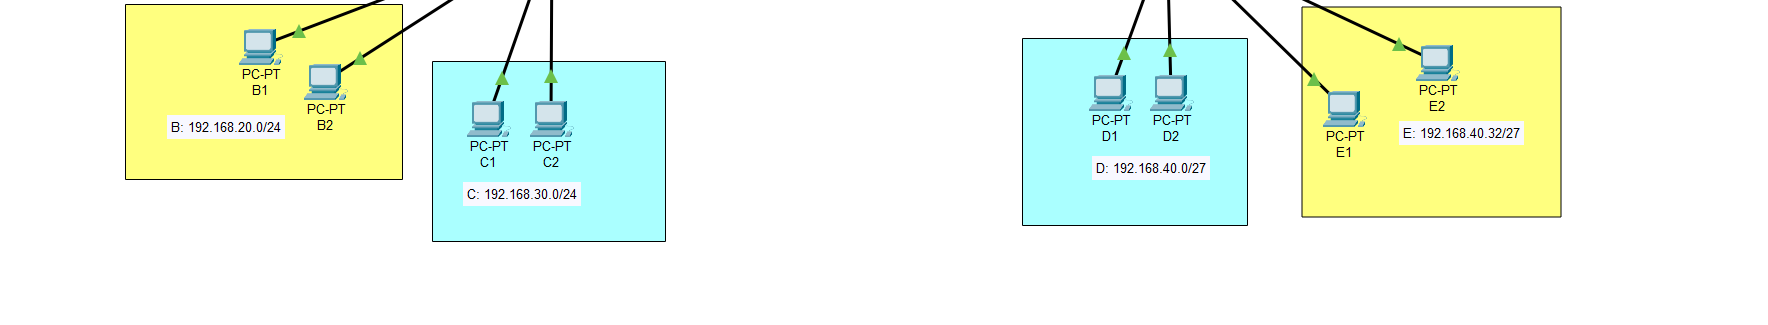 PC-PT
B1
PC-PT
B2
B: 192.168.20.0/24
PC-PT
C1
PC-PT
C2
C: 192.168.30.0/24
PC-PT
D1
PC-PT
D2
D: 192.168.40.0/27
PC-PT
E2
PC-PT
E1
E: 192.168.40.32/27